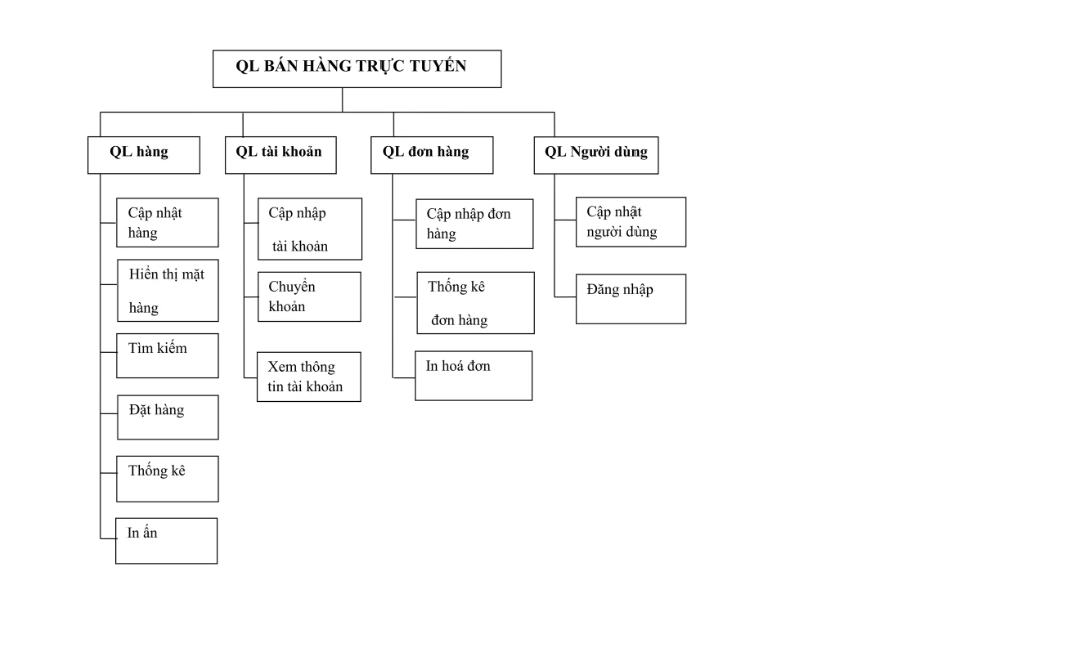 QL BÁN HÀNG TRỰC TUYẾN
QL hàng
QL tài khoản
QL đơn hàng
QL Người dùng
Cập nhật
hàng
Hiển thị mặt
hàng
Tìm kiếm
Đặt hàng
Thống kê
In ấn
Cập nhập
tài khoản
Chuyển
khoản
Xem thông
tin tài khoản
Cập nhập đơn
hàng
Thống kê
đơn hàng
In hoá đơn
Cập nhật
người dùng
Đăng nhập